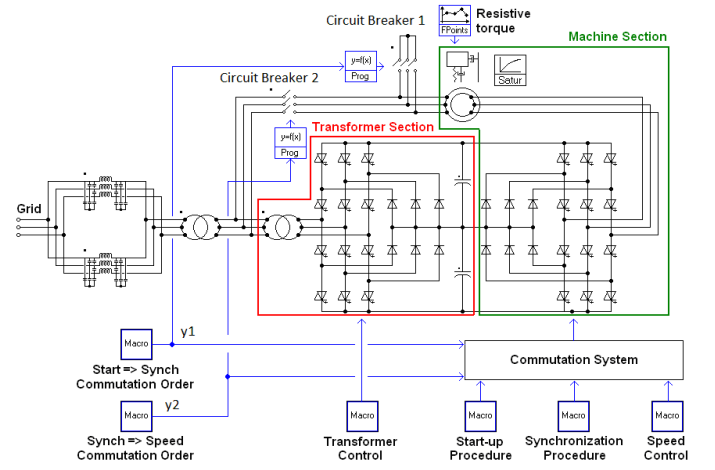 Circuit Breaker 1
Resistive
torque
FPoints
Machine Section
y=f(x)
Prog
Satur
Circuit Breaker 2
y=f(x)
Prog
Transformer Section
Grid
Macro
y1
Start => Synch
Commutation Order
Commutation System
Macro
y2
Synch => Speed
Commutation Order
Macro
Transformer
Control
Macro
Start-up
Procedure
Macro
Synchronization
Procedure
Macro
Speed
Control